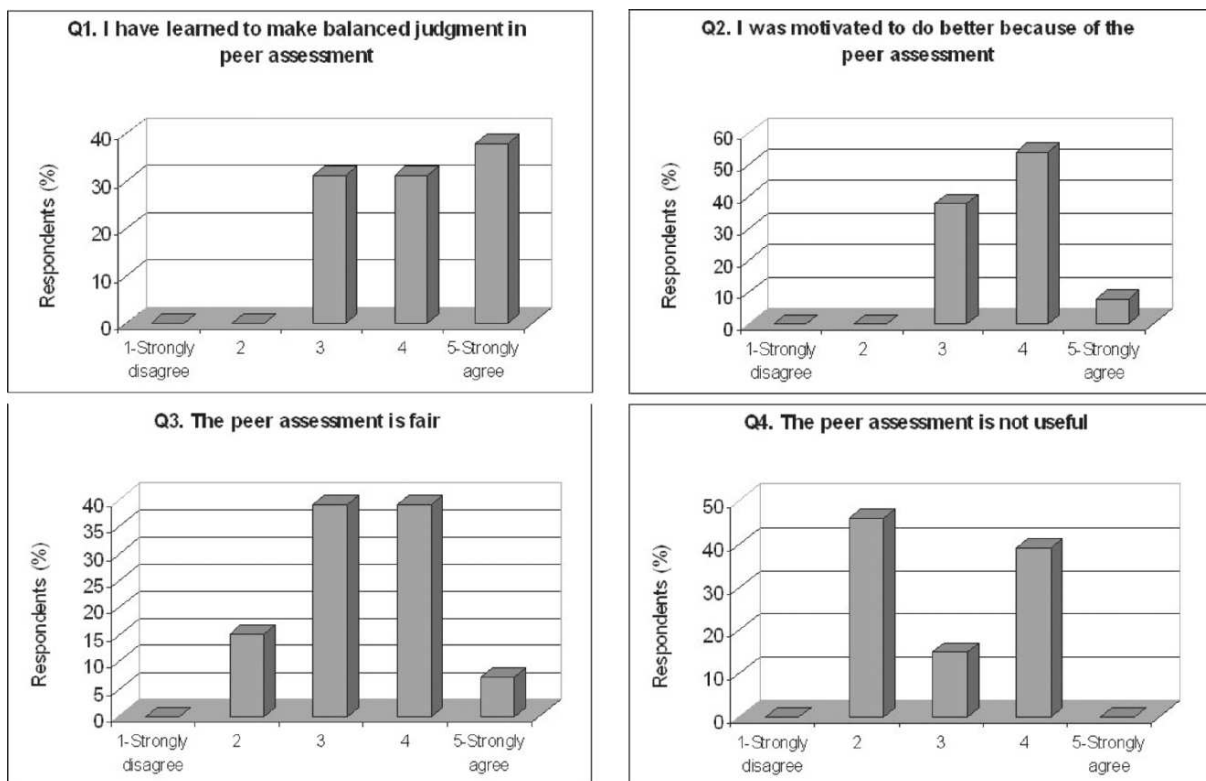 Q1. I have learned to make balanced judgment in
peer assessment
Respondents (%)
40
30
20
10
0
1-Strongly
disagree
2
3
4
5-Strongly
agree
Q2. I was motivated to do better because of the
peer assessment
Respondents (%)
60
50
40
30
20
10
0
1-Strongly
disagree
2
3
4
5-Strongly
agree
Q3. The peer assessment is fair
Respondents (%)
40
35
30
25
20
15
10
5
0
1-Strongly
disagree
2
3
4
5-Strongly
agree
Q4. The peer assessment is not useful
Respondents (%)
50
40
30
20
10
0
1-Strongly
disagree
2
3
4
5-Strongly
agree